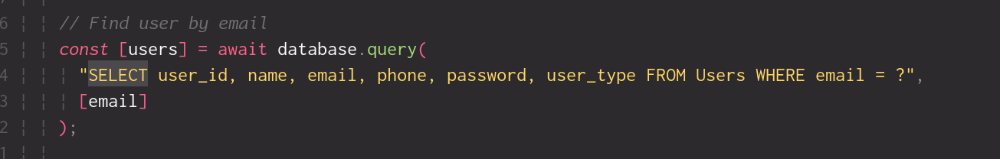 6 // Find user by email
5 const [users] = await database.query(
4 "SELECT user_id, name, email, phone, password, user_type FROM Users WHERE email = ?",
3 [email]
2 );
1